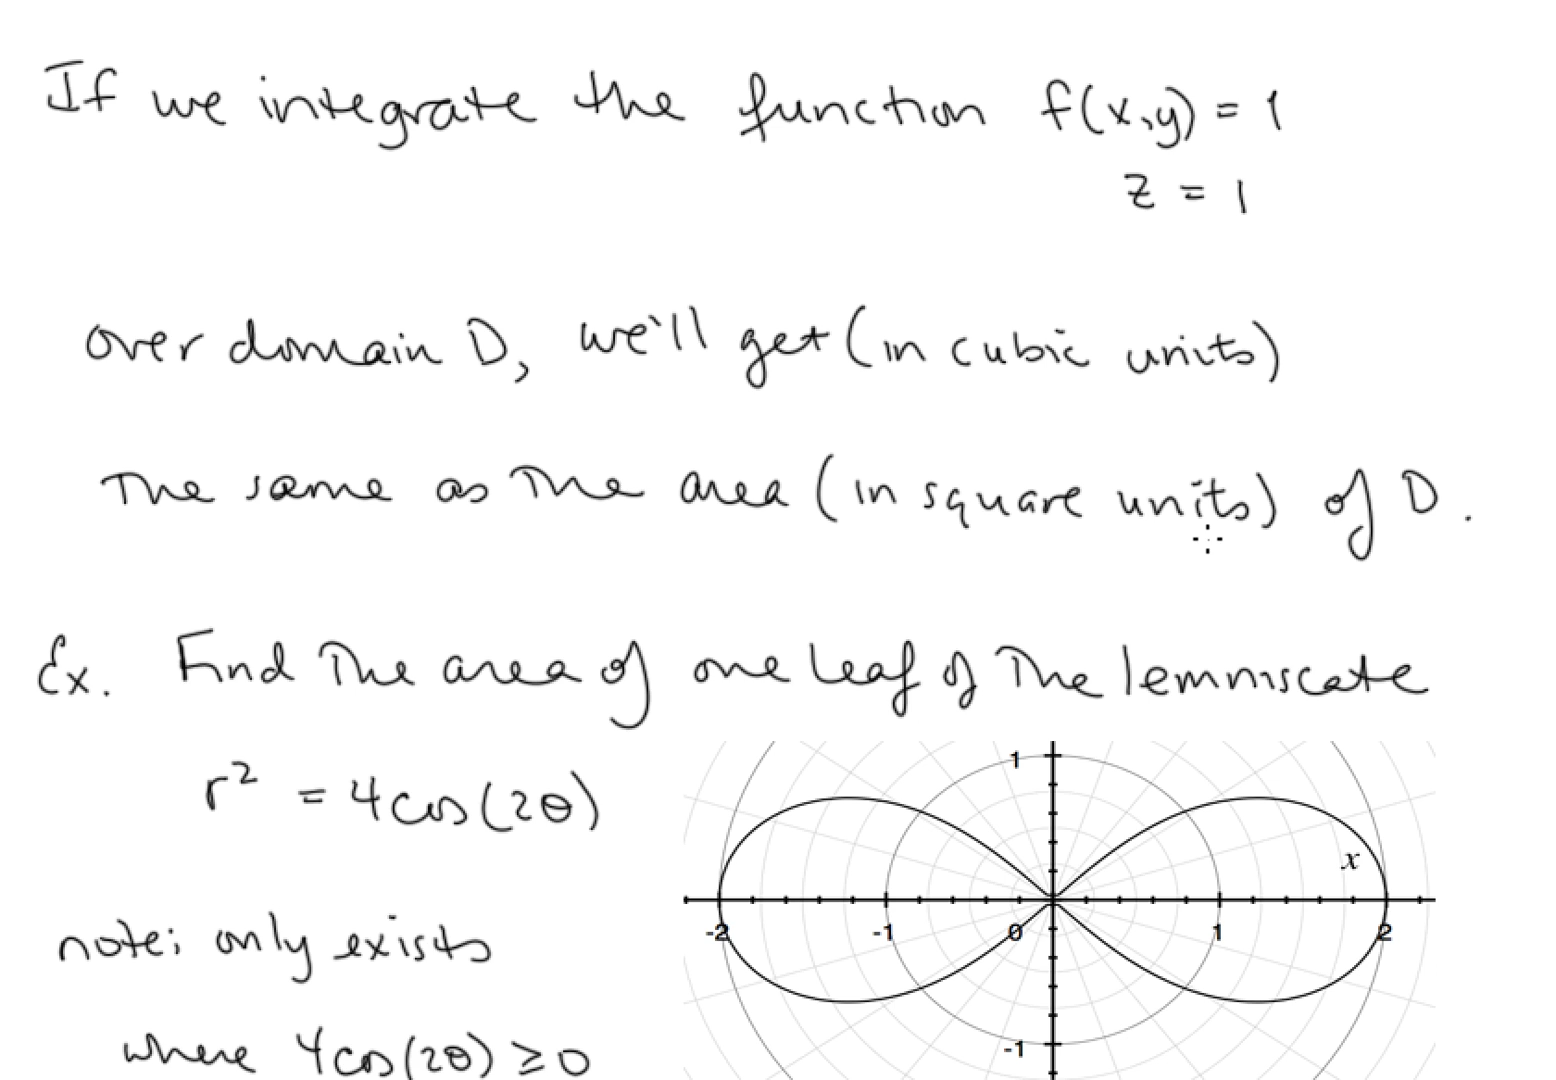 If we integrate the function f(x,y) = 1
z = 1
over domain D, we'll get (in cubic units)
The same as The area (in square units) of D.
Ex. Find The area of one leaf of The lemniscate
r² = 4cos(2θ)
note: only exists
where 4cos(2θ) ≥ 0
1
x
-2 -1 0 1 2
-1